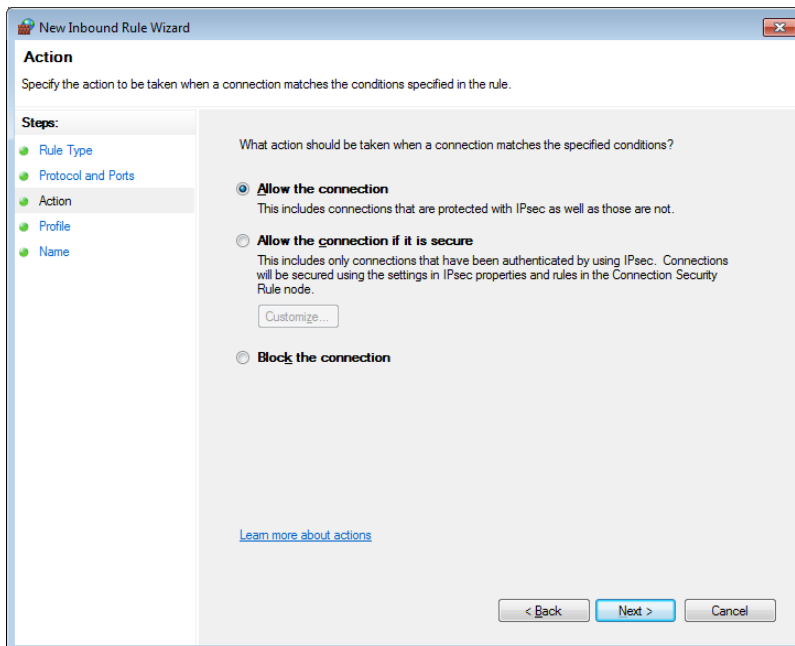 New Inbound Rule Wizard
Action
Specify the action to be taken when a connection matches the conditions specified in the rule.
Steps:
Rule Type
Protocol and Ports
Action
Profile
Name
What action should be taken when a connection matches the specified conditions?
Allow the connection
This includes connections that are protected with IPsec as well as those are not.
Allow the connection if it is secure
This includes only connections that have been authenticated by using IPsec. Connections
will be secured using the settings in IPsec properties and rules in the Connection Security
Rule node.
Customize...
Block the connection
Learn more about actions
< Back
Next >
Cancel